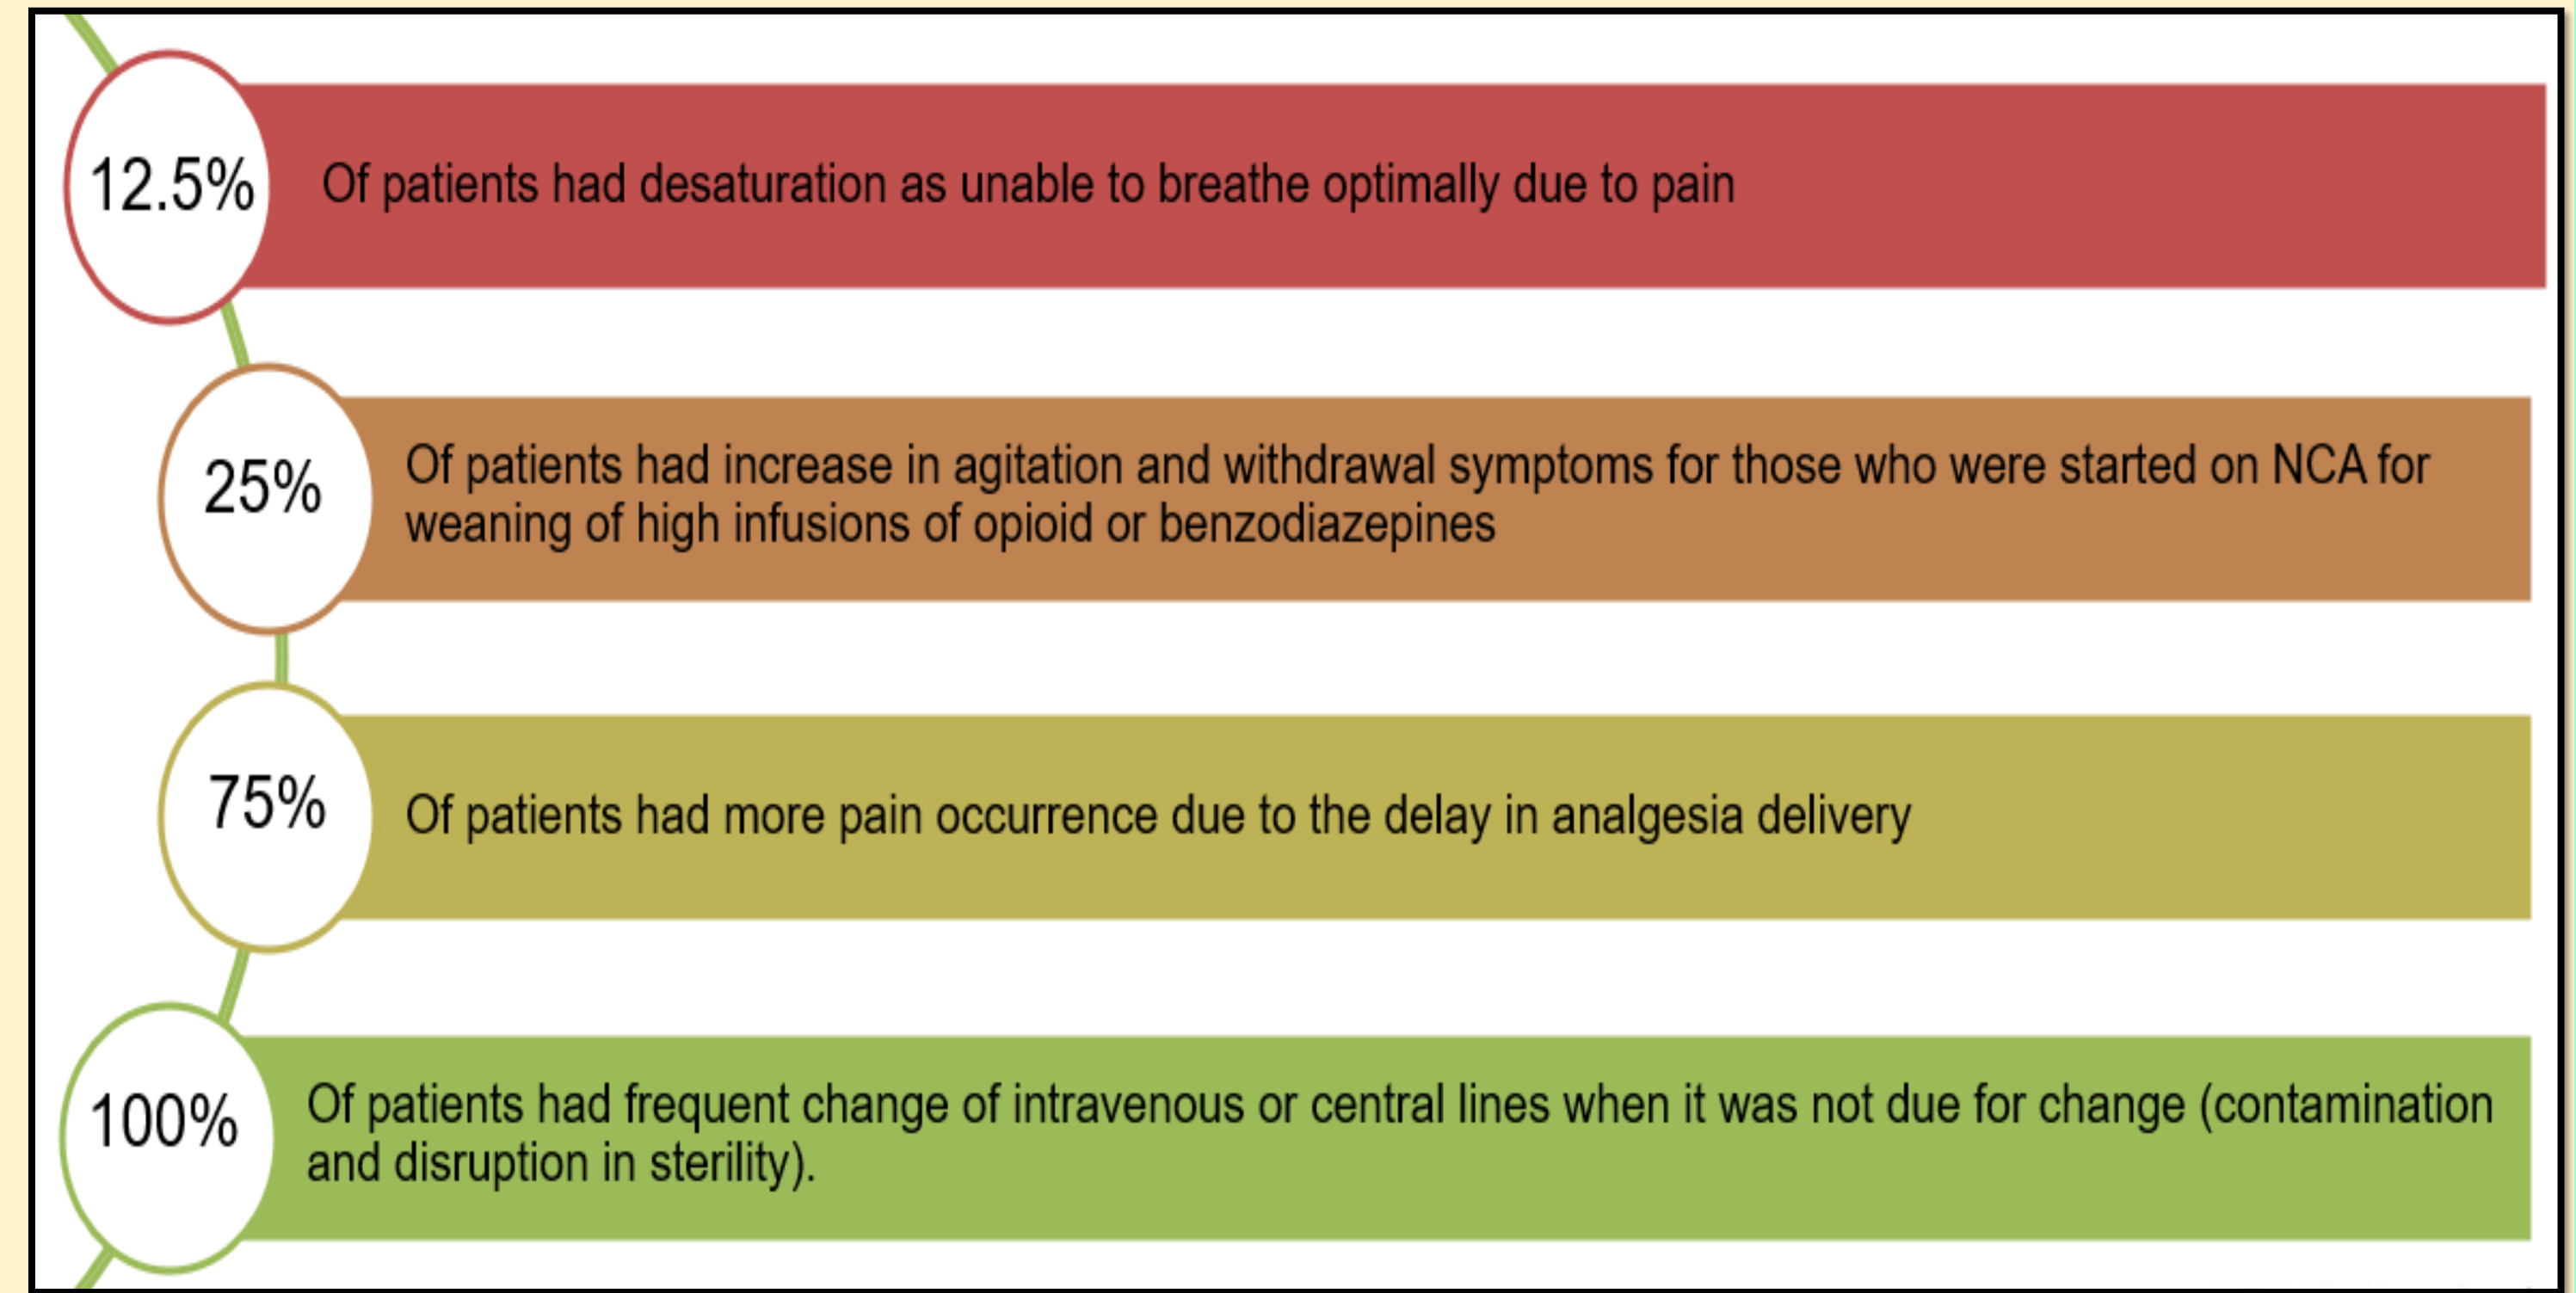 12.5%
Of patients had desaturation as unable to breathe optimally due to pain
25%
Of patients had increase in agitation and withdrawal symptoms for those who were started on NCA for
weaning of high infusions of opioid or benzodiazepines
75%
Of patients had more pain occurrence due to the delay in analgesia delivery
100%
Of patients had frequent change of intravenous or central lines when it was not due for change (contamination
and disruption in sterility).